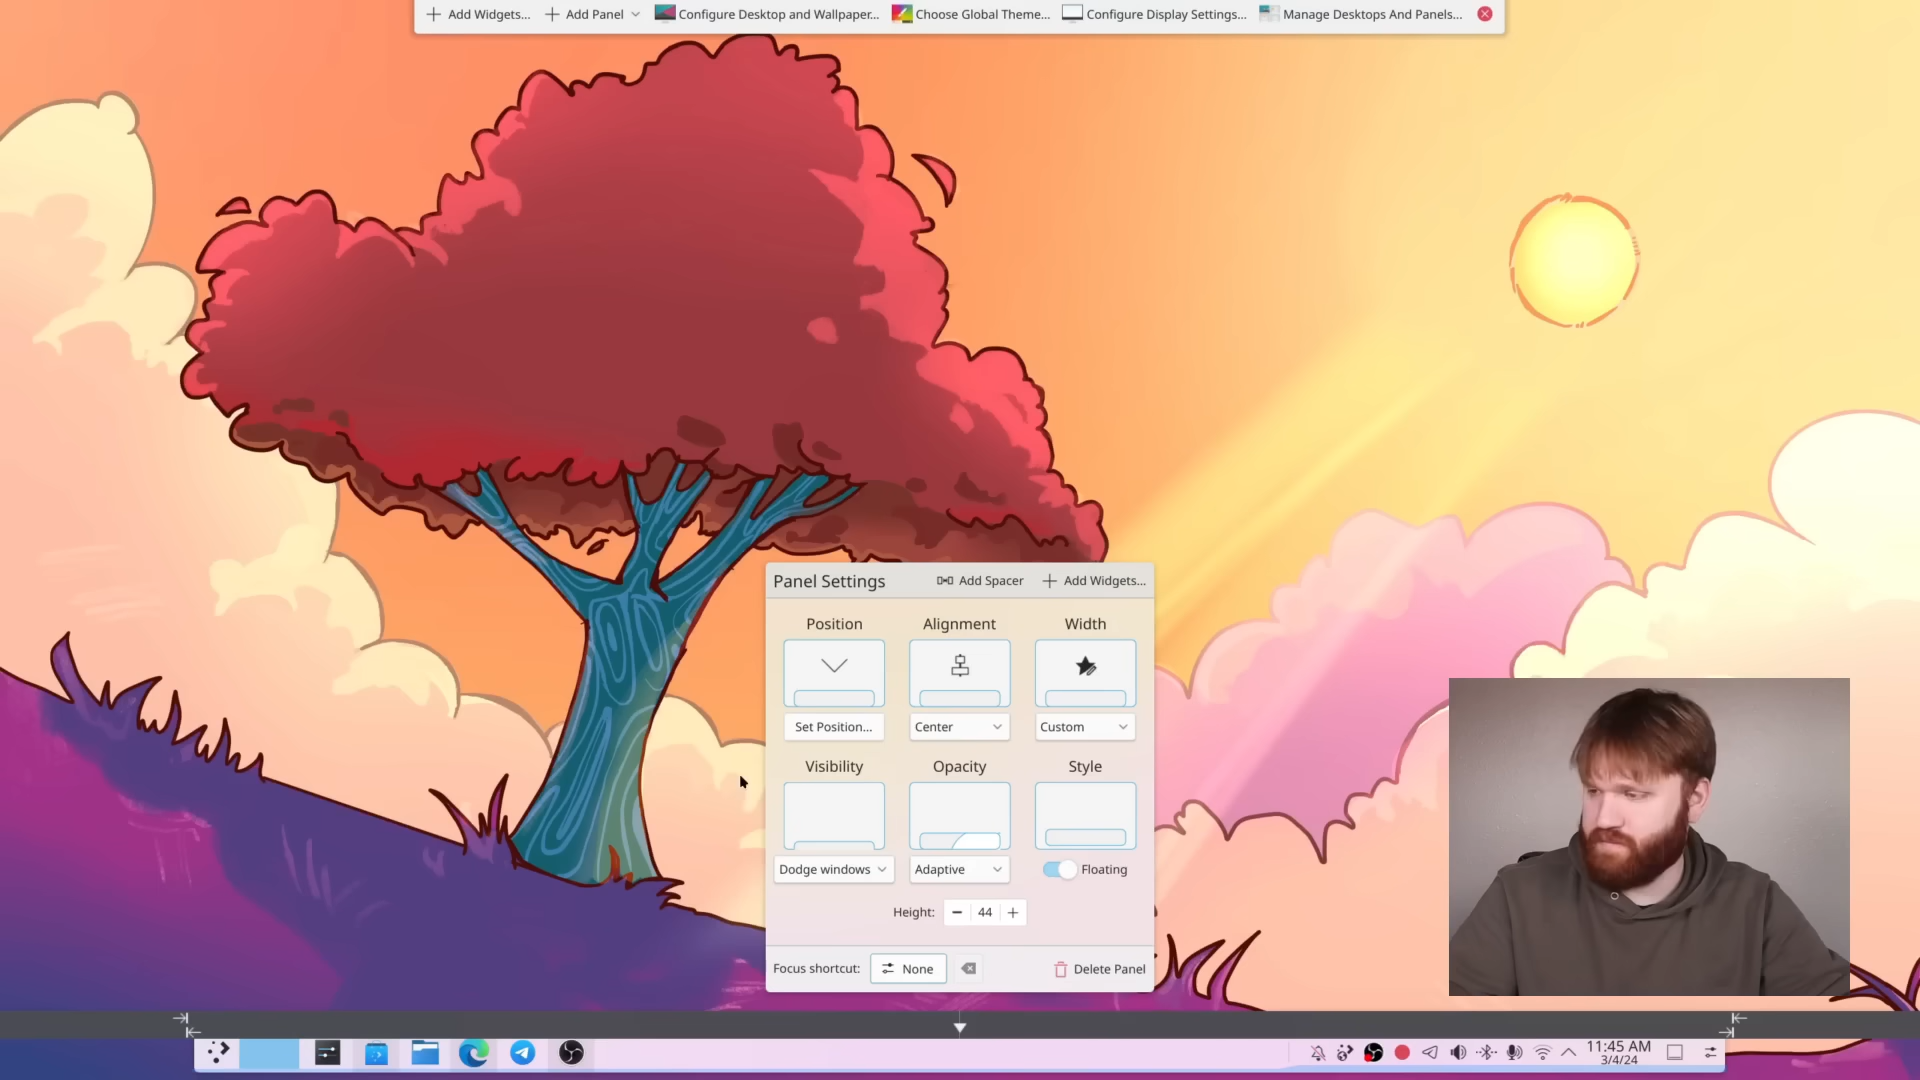 Add Widgets...
Add Panel
Configure Desktop and Wallpaper...
Choose Global Theme...
Configure Display Settings...
Manage Desktops And Panels...
Panel Settings
Add Spacer
Add Widgets...
Position
Alignment
Width
Set Position...
Center
Custom
Visibility
Opacity
Style
Dodge windows
Adaptive
Floating
Height:
44
Focus shortcut:
None
Delete Panel
11:45 AM
3/4/24